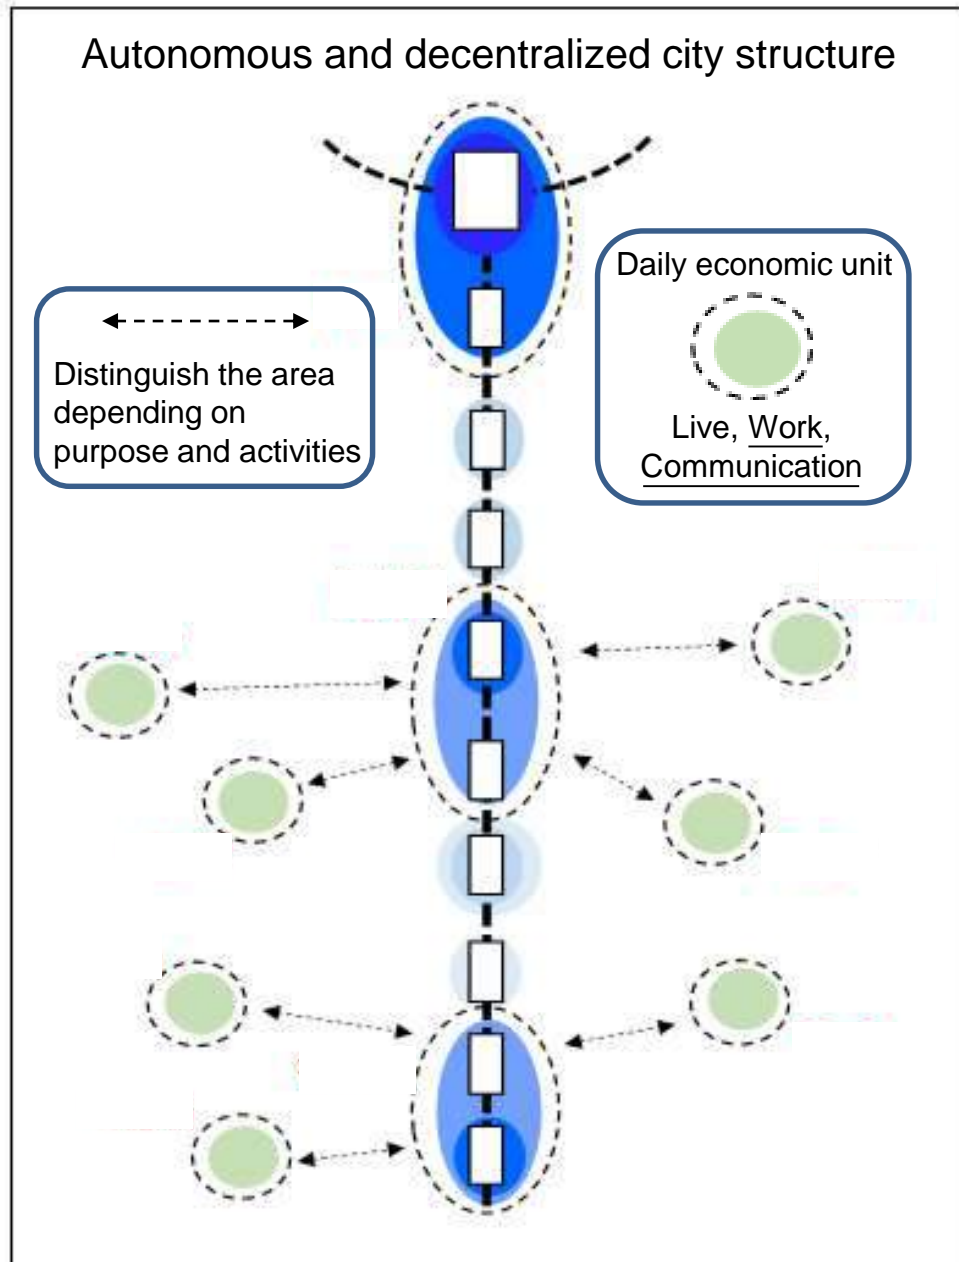 Autonomous and decentralized city structure
Daily economic unit
Live, Work,
Communication
Distinguish the area
depending on
purpose and activities